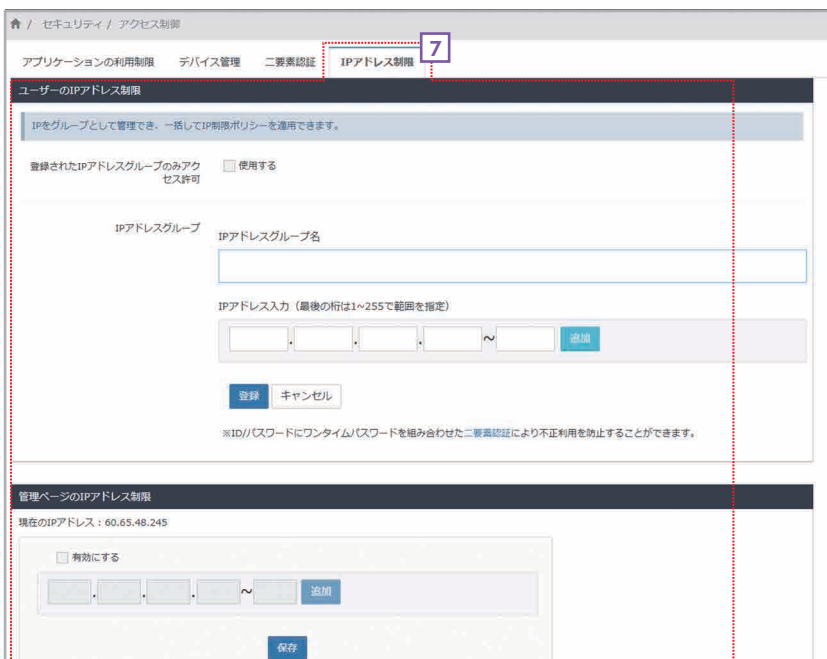 / セキュリティ / アクセス制御
7
アプリケーションの利用制限 デバイス管理 二要素認証 IPアドレス制限
ユーザーのIPアドレス制限
IPをグループとして管理でき、一括してIP制限ポリシーを適用できます。
登録されたIPアドレスグループのみアク
セス許可
使用する
IPアドレスグループ
IPアドレスグループ名
IPアドレス入力（最後の桁は1~255で範囲を指定）
. . . ~ 追加
登録 キャンセル
※ID/パスワードにワンタイムパスワードを組み合わせた二要素認証により不正利用を防止することができます。
管理ページのIPアドレス制限
現在のIPアドレス：60.65.48.245
有効にする
. . . ~ 追加
保存